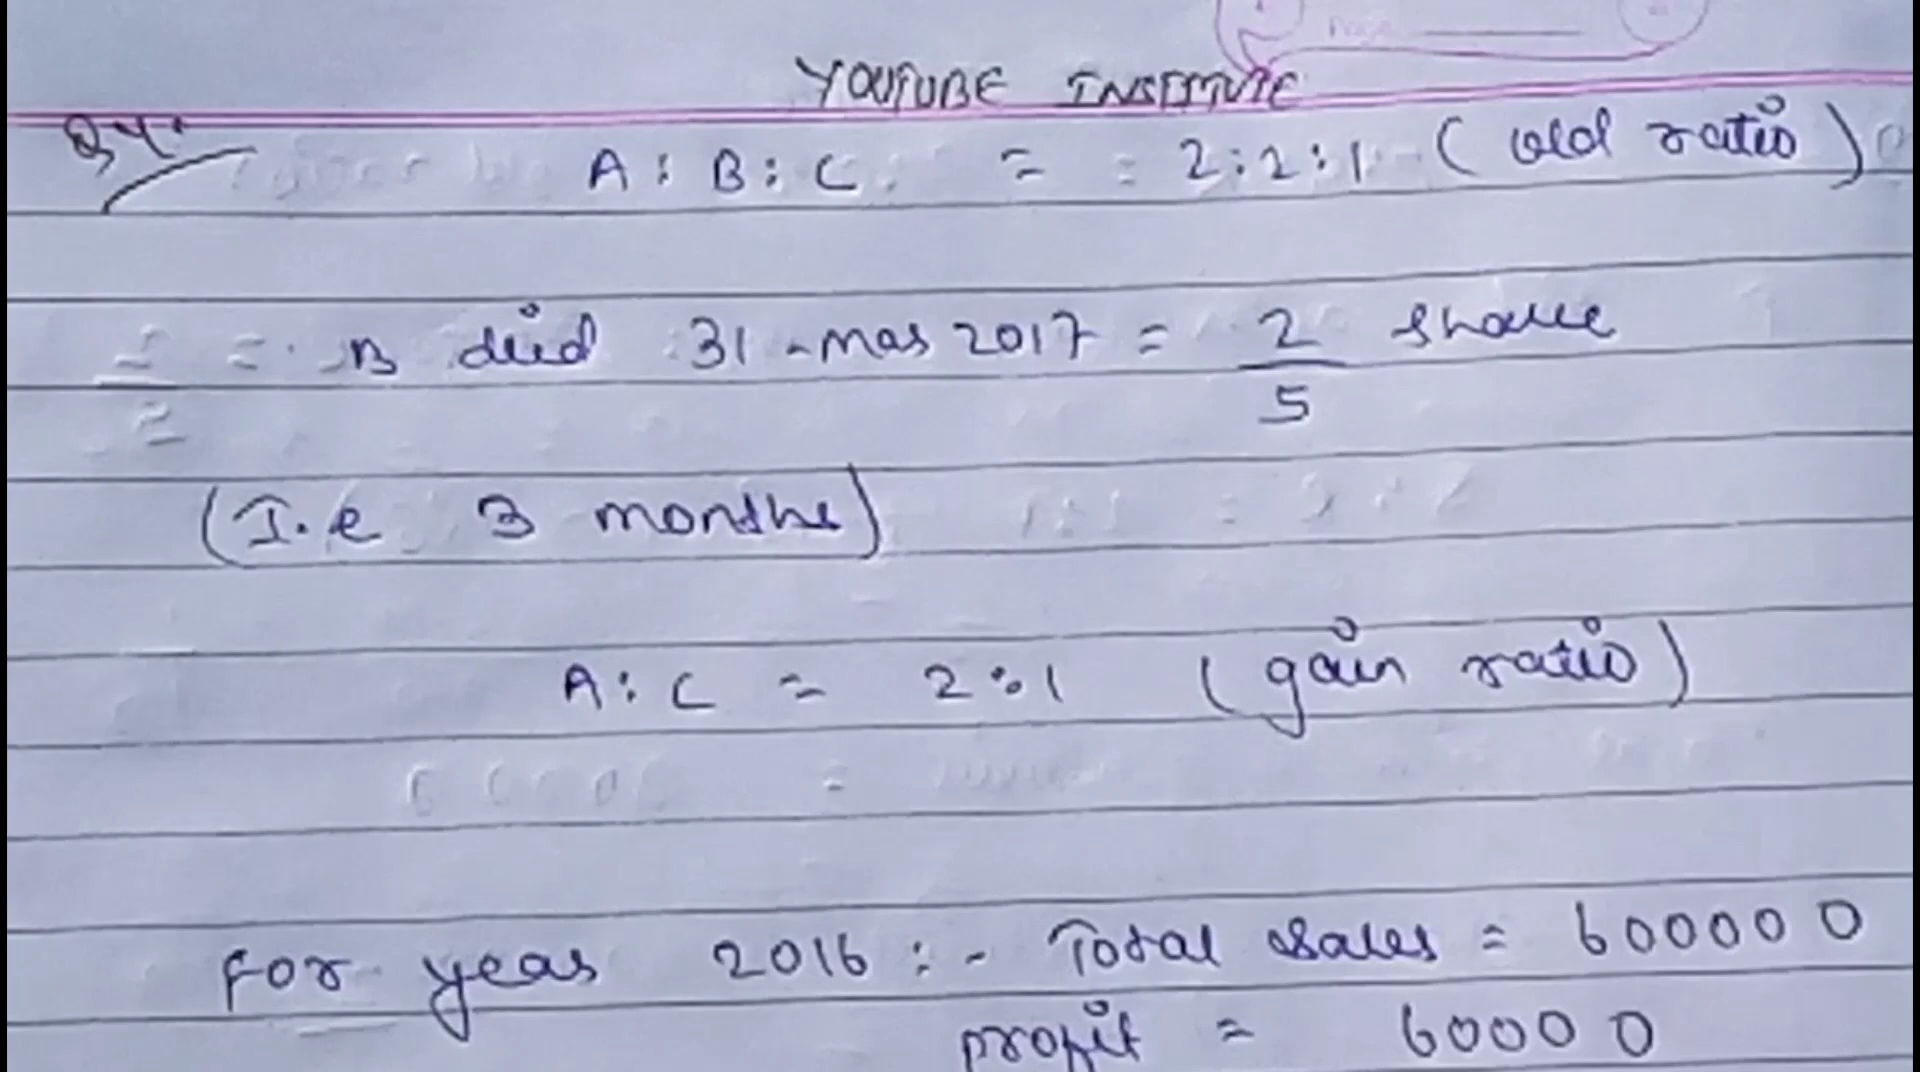 YOUTUBE INSTITUTE
Q4.
A : B : C = 2:2:1 (old ratio)
= B died 31-mar 2017 = 2/5 share
(I.e 3 months)
A : C = 2:1 (gain ratio)
For year 2016 :- Total sales = 600000
profit = 60000